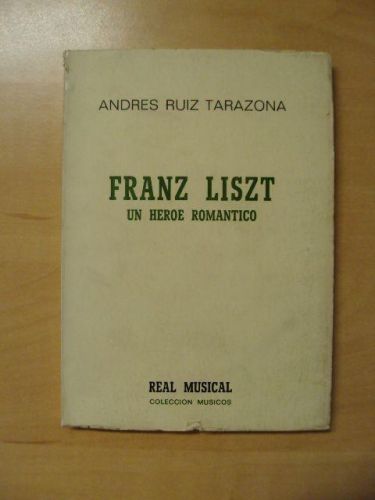 ANDRES RUIZ TARAZONA
FRANZ LISZT
UN HEROE ROMANTICO
REAL MUSICAL
COLECCION MUSICOS